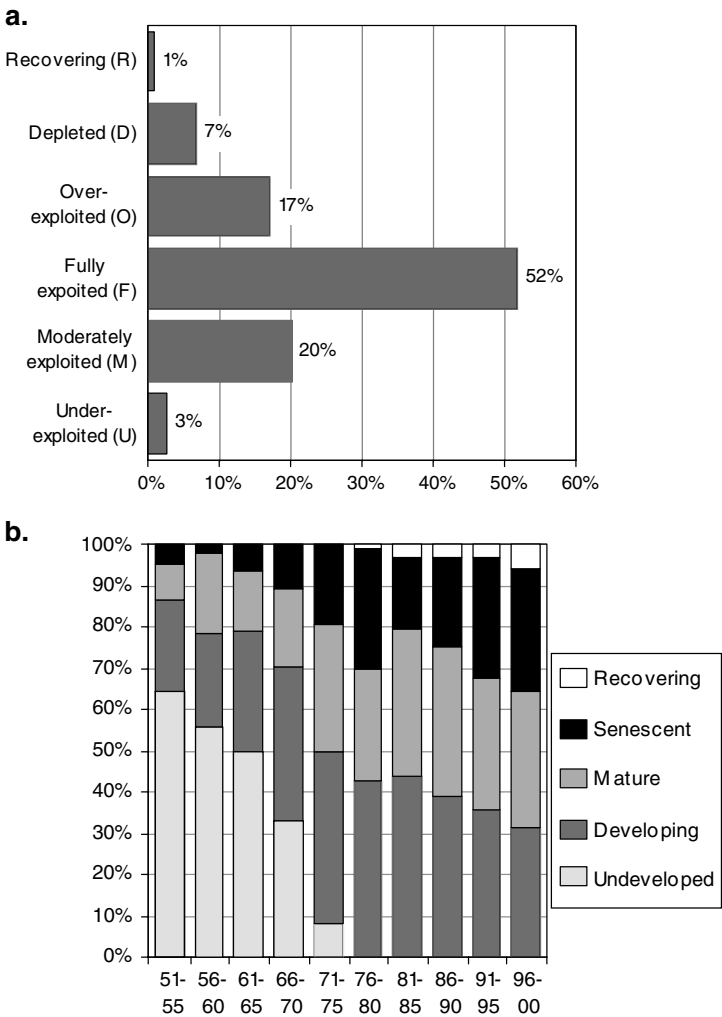 a.
Recovering (R)
1%
Depleted (D)
7%
Over-
exploited (O)
17%
Fully
expoited (F)
52%
Moderately
exploited (M)
20%
Under-
exploited (U)
3%
0% 10% 20% 30% 40% 50% 60%
b.
100%
90%
80%
70%
60%
50%
40%
30%
20%
10%
0%
51- 56- 61- 66- 71- 76- 81- 86- 91- 96-
55 60 65 70 75 80 85 90 95 00
Recovering
Senescent
Mature
Developing
Undeveloped